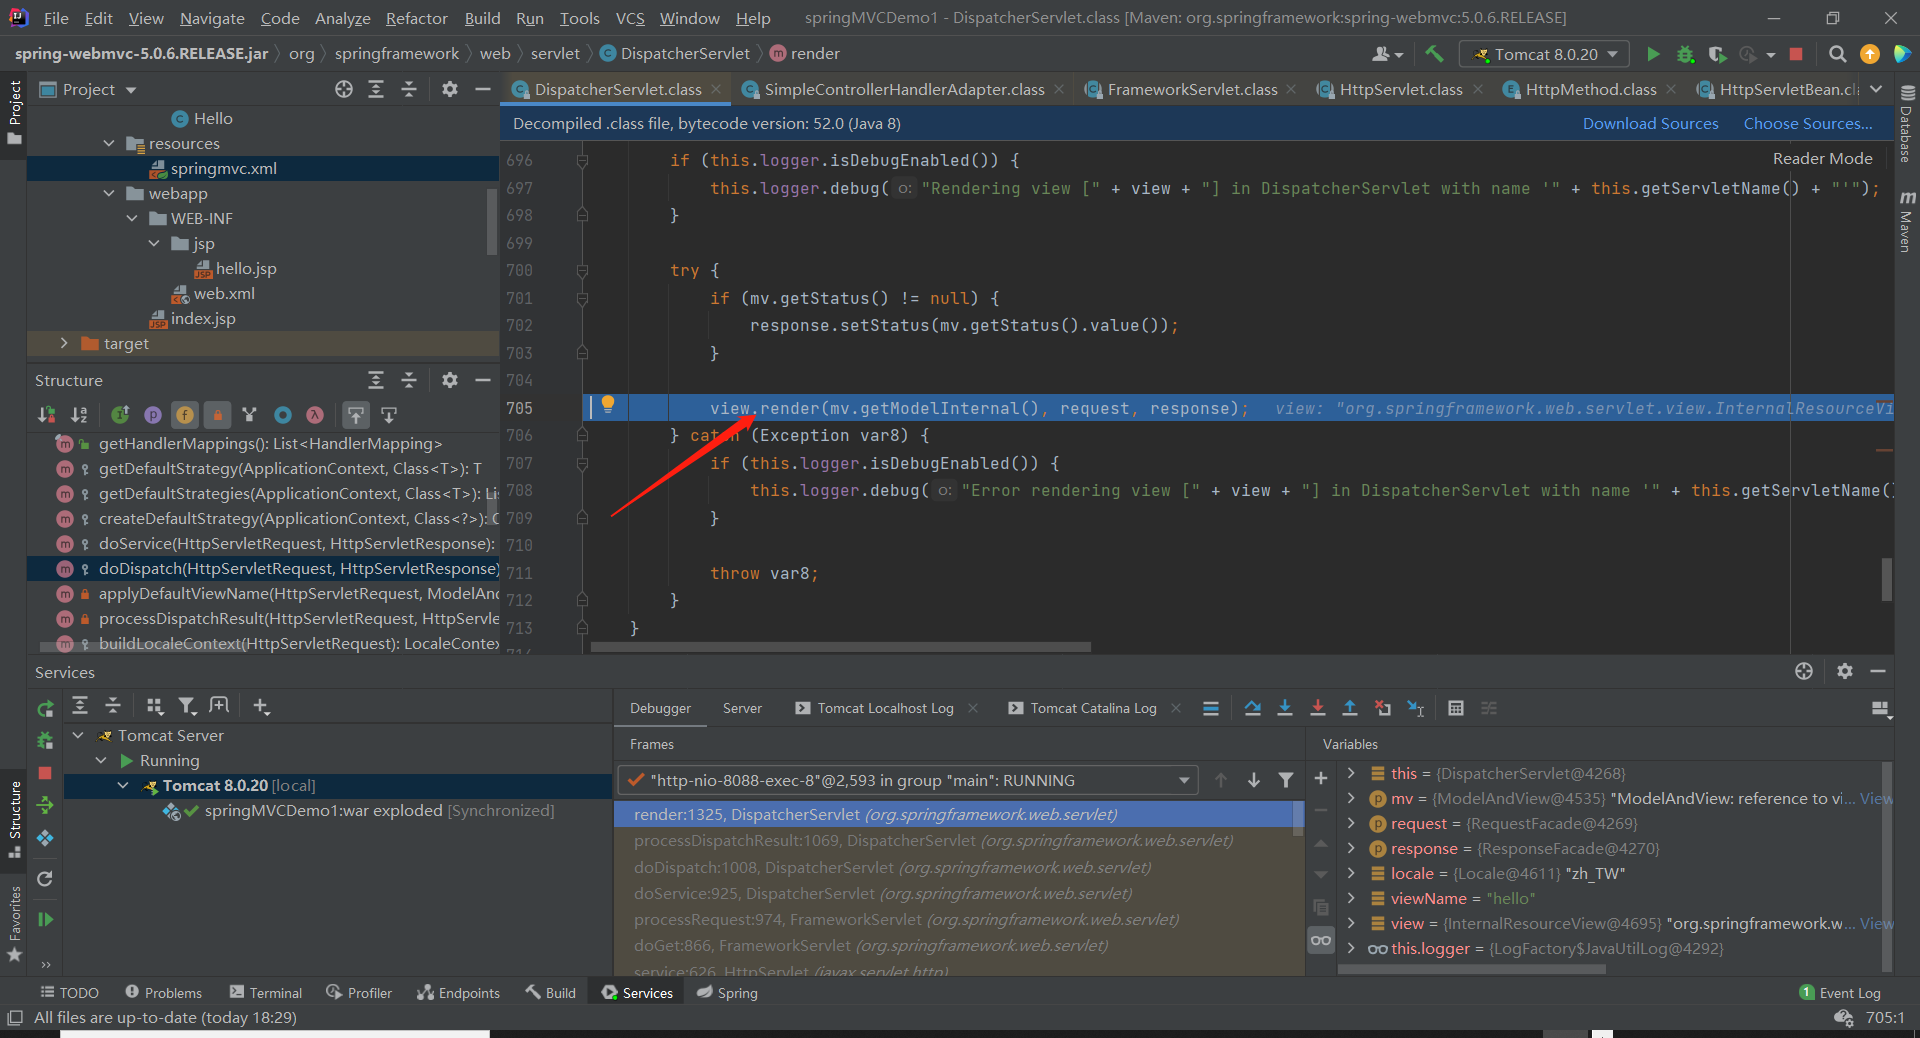 File Edit View Navigate Code Analyze Refactor Build Run Tools VCS Window Help springMVCDemo1 - DispatcherServlet.class [Maven: org.springframework:spring-webmvc:5.0.6.RELEASE]
spring-webmvc-5.0.6.RELEASE.jar org springframework web servlet DispatcherServlet render Tomcat 8.0.20
Project
Project
DispatcherServlet.class SimpleControllerHandlerAdapter.class FrameworkServlet.class HttpServlet.class HttpMethod.class HttpServletBean.cl
Hello
resources
springmvc.xml
webapp
WEB-INF
jsp
hello.jsp
web.xml
index.jsp
target
Decompiled .class file, bytecode version: 52.0 (Java 8) Download Sources Choose Sources...
Reader Mode
696 if (this.logger.isDebugEnabled()) {
697 this.logger.debug( o: "Rendering view [" + view + "] in DispatcherServlet with name '" + this.getServletName() + "'");
698 }
699
700 try {
701 if (mv.getStatus() != null) {
702 response.setStatus(mv.getStatus().value());
703 }
704
705 view.render(mv.getModelInternal(), request, response); view: "org.springframework.web.servlet.view.InternalResourceVi
706 } catch (Exception var8) {
707 if (this.logger.isDebugEnabled()) {
708 this.logger.debug( o: "Error rendering view [" + view + "] in DispatcherServlet with name '" + this.getServletName()
709 }
710
711 throw var8;
712 }
713 }
Database
Maven
Structure
getHandlerMappings(): List<HandlerMapping>
getDefaultStrategy(ApplicationContext, Class<T>): T
getDefaultStrategies(ApplicationContext, Class<T>): Li
createDefaultStrategy(ApplicationContext, Class<?>):
doService(HttpServletRequest, HttpServletResponse):
doDispatch(HttpServletRequest, HttpServletResponse)
applyDefaultViewName(HttpServletRequest, ModelAn
processDispatchResult(HttpServletRequest, HttpServle
buildLocaleContext(HttpServletRequest): LocaleContex
Services
Structure
Favorites
Tomcat Server
Running
Tomcat 8.0.20 [local]
springMVCDemo1:war exploded [Synchronized]
Debugger Server Tomcat Localhost Log Tomcat Catalina Log
Frames
"http-nio-8088-exec-8"@2,593 in group "main": RUNNING
render:1325, DispatcherServlet (org.springframework.web.servlet)
processDispatchResult:1069, DispatcherServlet (org.springframework.web.servlet)
doDispatch:1008, DispatcherServlet (org.springframework.web.servlet)
doService:925, DispatcherServlet (org.springframework.web.servlet)
processRequest:974, FrameworkServlet (org.springframework.web.servlet)
doGet:866, FrameworkServlet (org.springframework.web.servlet)
service:626, HttpServlet (javax.servlet.http)
Variables
this = {DispatcherServlet@4268}
mv = {ModelAndView@4535} "ModelAndView: reference to vi... View
request = {RequestFacade@4269}
response = {ResponseFacade@4270}
locale = {Locale@4611} "zh_TW"
viewName = "hello"
view = {InternalResourceView@4695} "org.springframework.w... View
this.logger = {LogFactory$JavaUtilLog@4292}
TODO Problems Terminal Profiler Endpoints Build Services Spring 1 Event Log
All files are up-to-date (today 18:29) 705:1